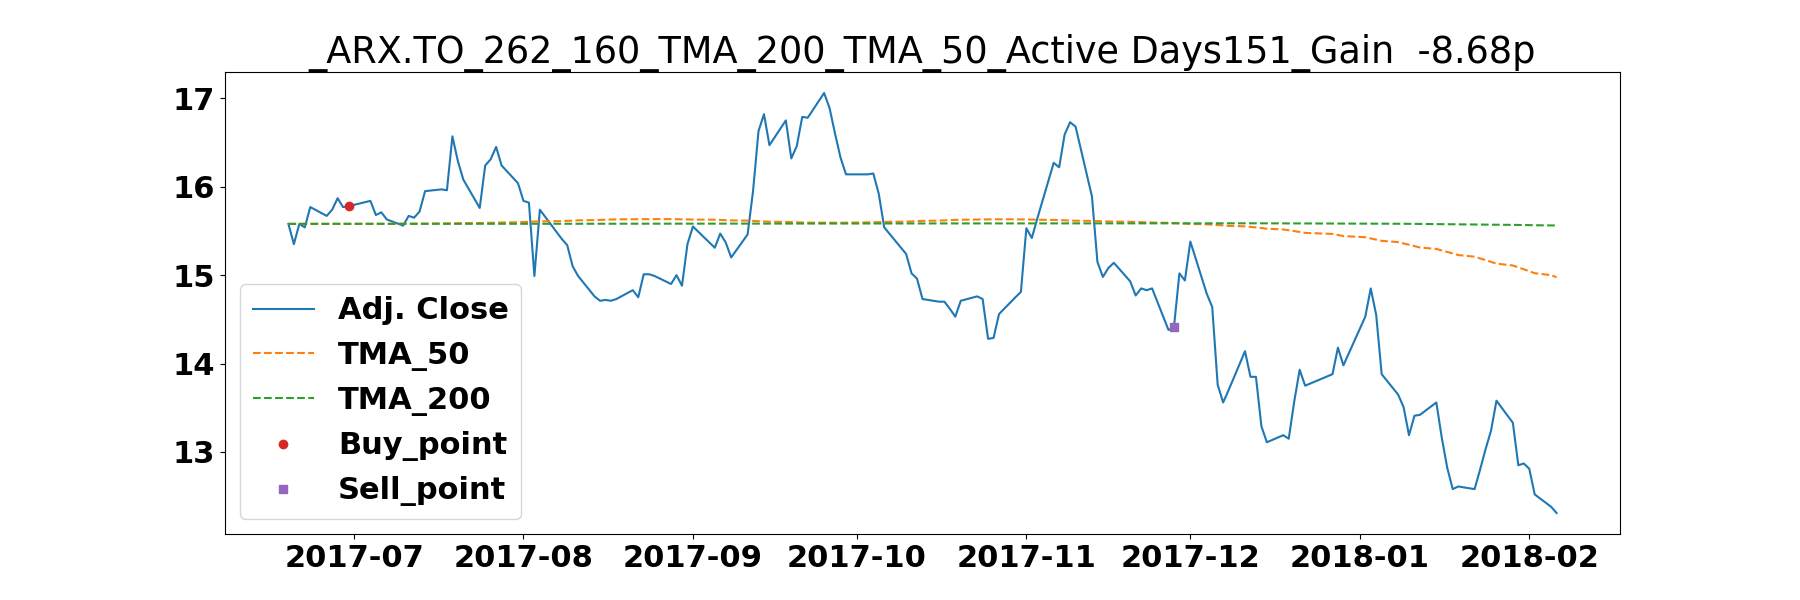 _ARX.TO_262_160_TMA_200_TMA_50_Active Days151_Gain  -8.68p
17
16
15
14
13
Adj. Close
TMA_50
TMA_200
Buy_point
Sell_point
2017-07 2017-08 2017-09 2017-10 2017-11 2017-12 2018-01 2018-02